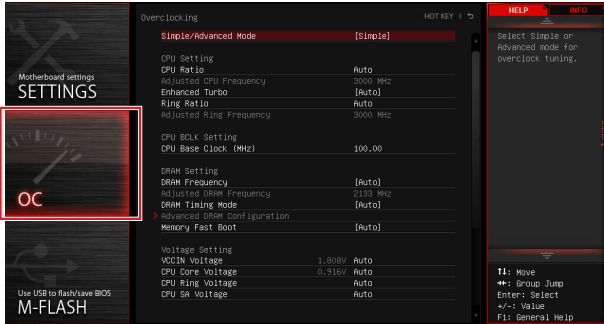 Motherboard settings
SETTINGS
OC
Use USB to flash/save BIOS
M-FLASH
Overclocking
HOT KEY
Simple/Advanced Mode [Simple]
CPU Setting
CPU Ratio Auto
Adjusted CPU Frequency 3000 MHz
Enhanced Turbo [Auto]
Ring Ratio Auto
Adjusted Ring Frequency 3000 MHz
CPU BCLK Setting
CPU Base Clock (MHz) 100.00
DRAM Setting
DRAM Frequency [Auto]
Adjusted DRAM Frequency 2133 MHz
DRAM Timing Mode [Auto]
> Advanced DRAM Configuration
Memory Fast Boot [Auto]
Voltage Setting
VCCIN Voltage 1.808V Auto
CPU Core Voltage 0.916V Auto
CPU Ring Voltage Auto
CPU SA Voltage Auto
HELP
INFO
Select Simple or
Advanced mode for
overclock tuning.
↑↓: Move
→←: Group Jump
Enter: Select
+/-: Value
F1: General Help